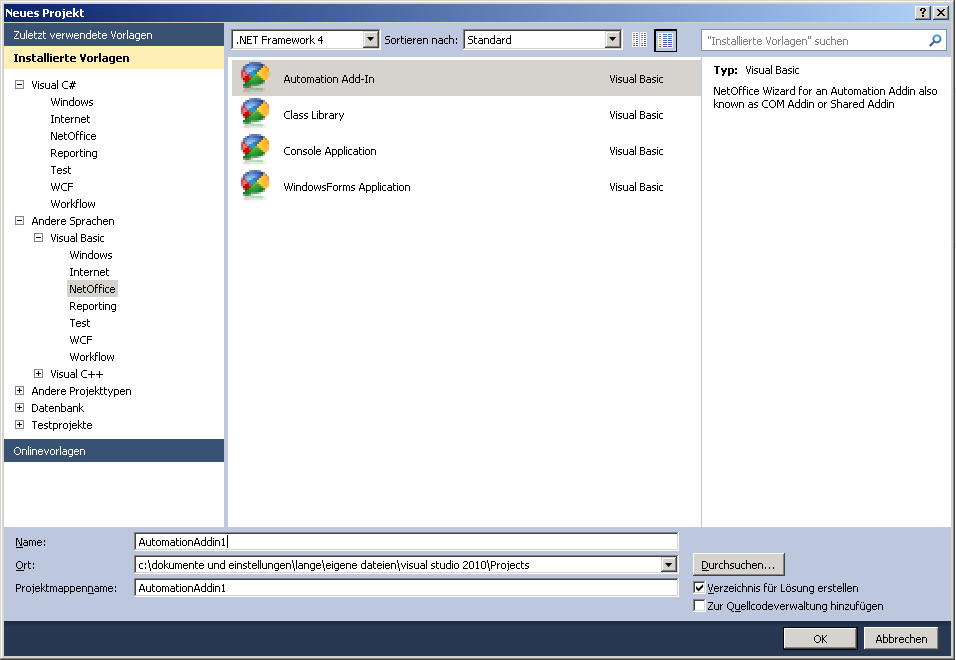 Neues Projekt
Zuletzt verwendete Vorlagen
Installierte Vorlagen
Visual C#
Windows
Internet
NetOffice
Reporting
Test
WCF
Workflow
Andere Sprachen
Visual Basic
Windows
Internet
NetOffice
Reporting
Test
WCF
Workflow
Visual C++
Andere Projekttypen
Datenbank
Testprojekte
Onlinevorlagen
.NET Framework 4 Sortieren nach: Standard
Automation Add-In Visual Basic
Class Library Visual Basic
Console Application Visual Basic
WindowsForms Application Visual Basic
"Installierte Vorlagen" suchen
Typ: Visual Basic
NetOffice Wizard for an Automation Addin also
known as COM Addin or Shared Addin
Name: AutomationAddin1
Ort: c:\dokumente und einstellungen\lange\eigene dateien\visual studio 2010\Projects
Durchsuchen...
Projektmappenname: AutomationAddin1
Verzeichnis für Lösung erstellen
Zur Quellcodeverwaltung hinzufügen
OK Abbrechen